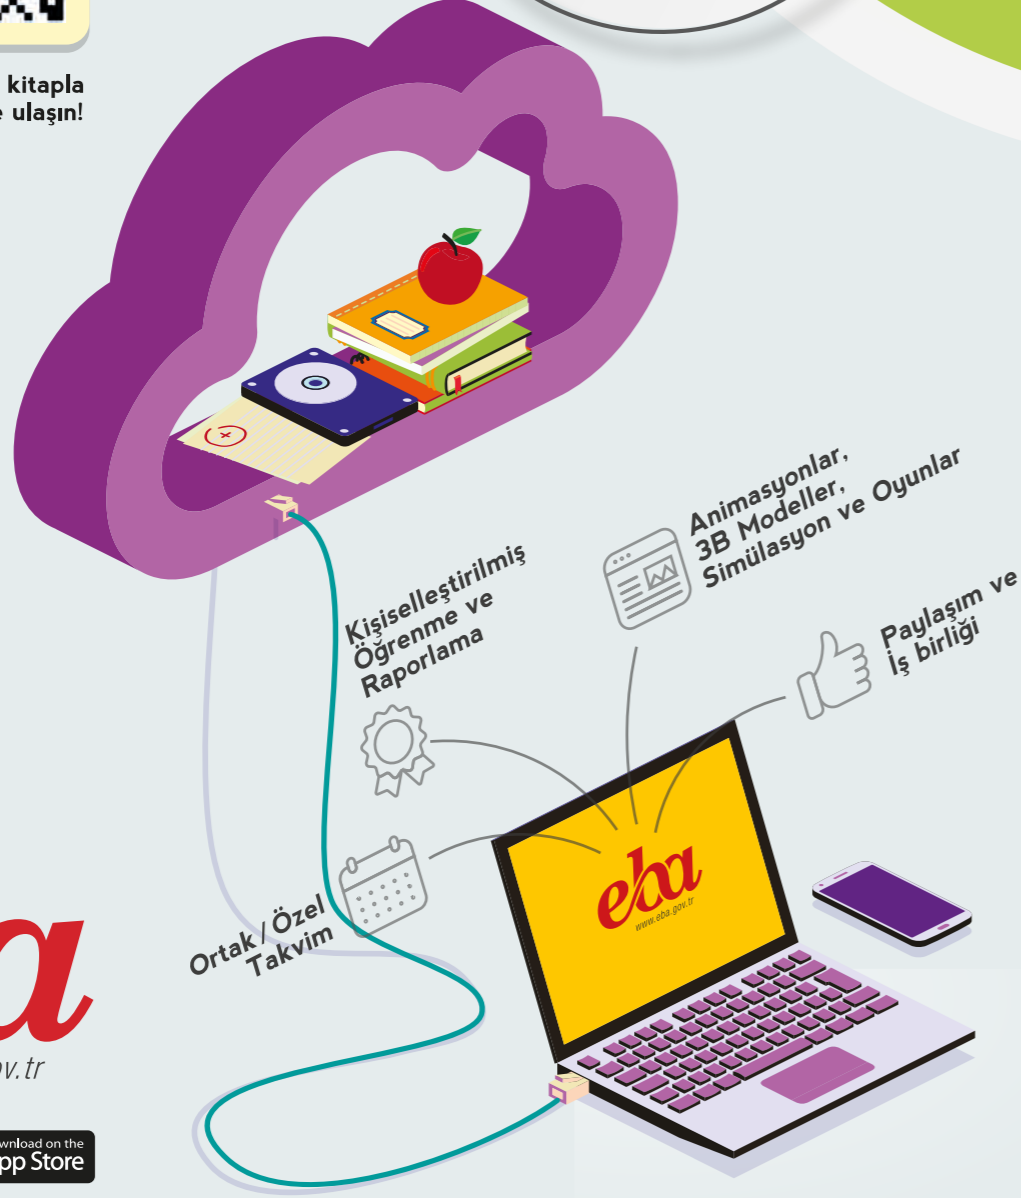 kitapla
ulaşın!
Animasyonlar,
3B Modeller,
Simülasyon ve Oyunlar
Kişiselleştirilmiş
Öğrenme ve
Raporlama
Paylaşım ve
İş birliği
Ortak / Özel
Takvim
eba
www.eba.gov.tr
a
ov.tr
wnload on the
pp Store